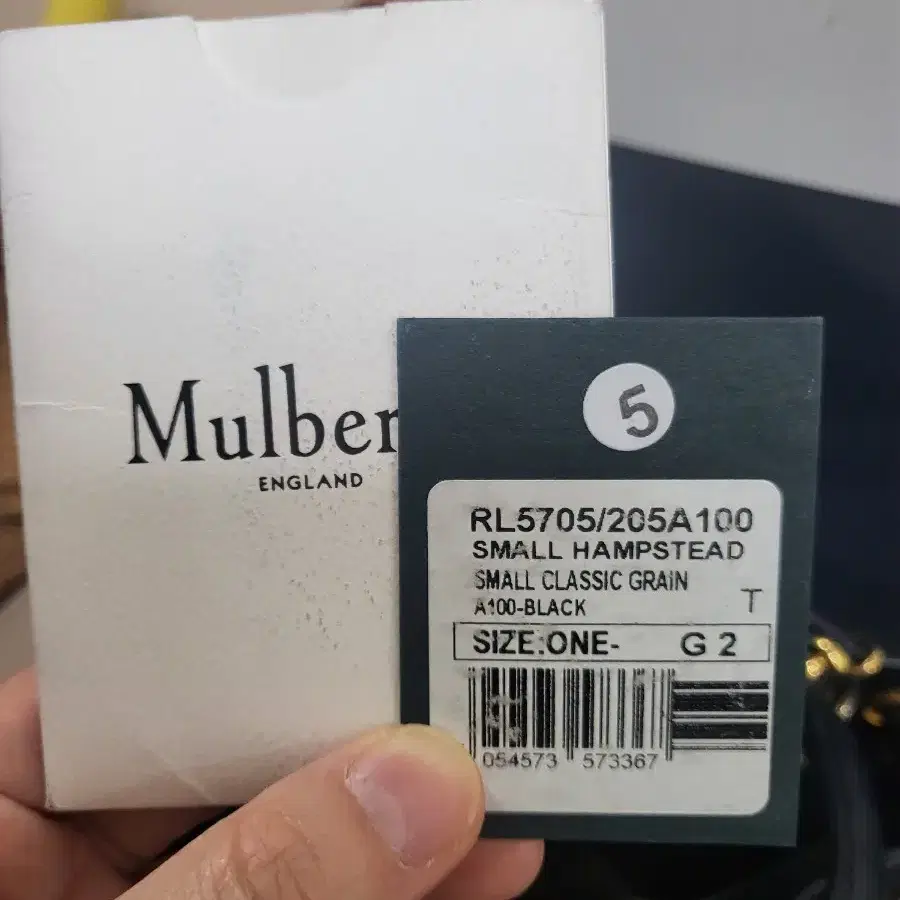 Mulber
ENGLAND
5
RL5705/205A100
SMALL HAMPSTEAD
SMALL CLASSIC GRAIN
A100-BLACK T
SIZE:ONE- G 2
054573 573367